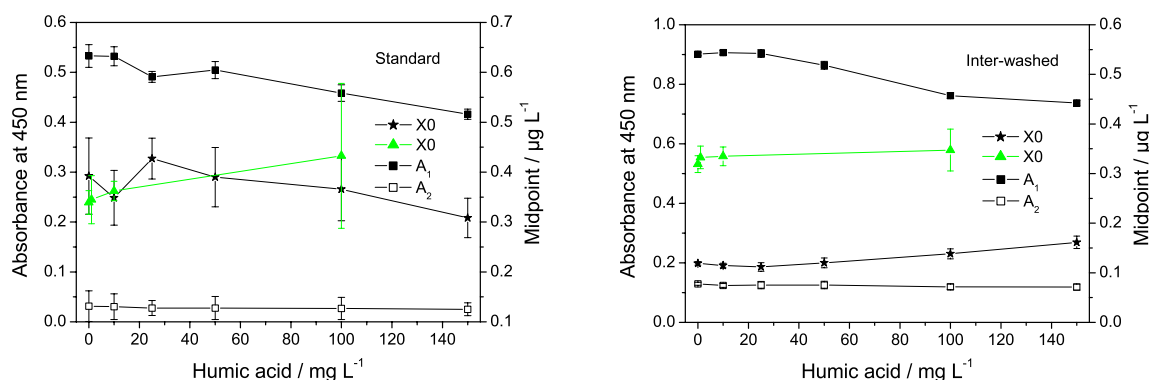 Standard
0.6
0.5
0.4
0.3
0.2
0.1
0.0
Absorbance at 450 nm
0.7
0.6
0.5
0.4
0.3
0.2
0.1
Midpoint / µg L⁻¹
X0
X0
A₁
A₂
0 20 40 60 80 100 120 140
Humic acid / mg L⁻¹
Inter-washed
1.0
0.8
0.6
0.4
0.2
0.0
Absorbance at 450 nm
0.6
0.5
0.4
0.3
0.2
0.1
0.0
Midpoint / µg L⁻¹
X0
X0
A₁
A₂
0 20 40 60 80 100 120 140
Humic acid / mg L⁻¹